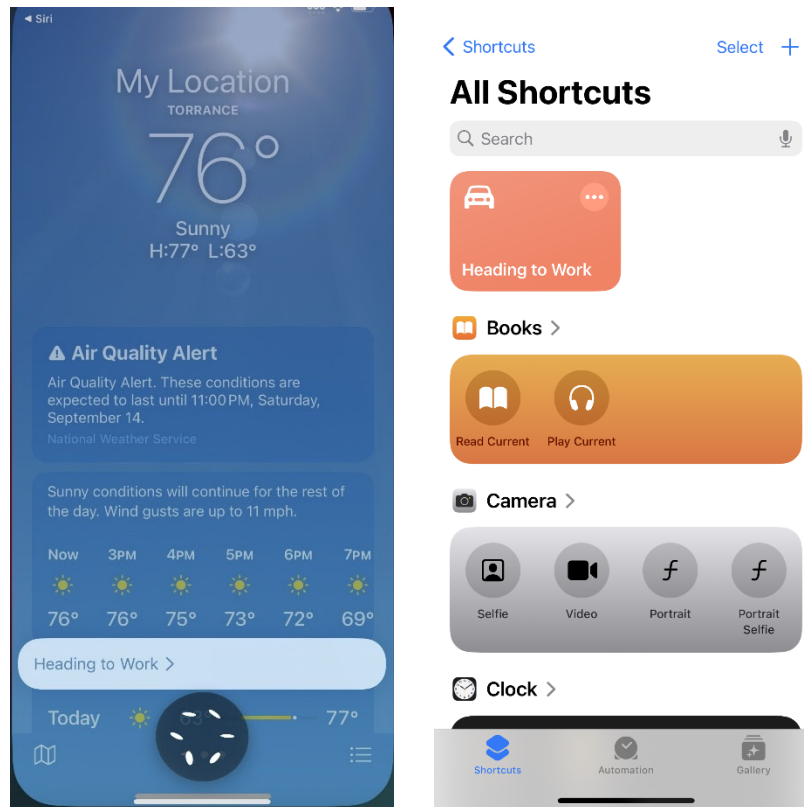 ◀ Siri
My Location
TORRANCE
76°
Sunny
H:77° L:63°
Air Quality Alert
Air Quality Alert. These conditions are
expected to last until 11:00 PM, Saturday,
September 14.
National Weather Service
Sunny conditions will continue for the rest of
the day. Wind gusts are up to 11 mph.
Now 3PM 4PM 5PM 6PM 7PM
76° 76° 75° 73° 72° 69°
Heading to Work >
Today 63° 77°
Shortcuts
Select +
All Shortcuts
Search
Heading to Work
Books >
Read Current Play Current
Camera >
Selfie Video Portrait Portrait
Selfie
Clock >
Shortcuts Automation Gallery